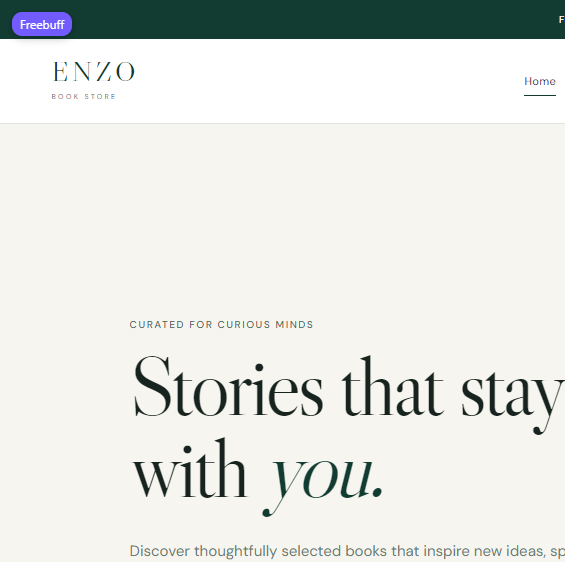 Freebuff
F
ENZO
BOOK STORE
Home
CURATED FOR CURIOUS MINDS
Stories that stay
with you.
Discover thoughtfully selected books that inspire new ideas, sp